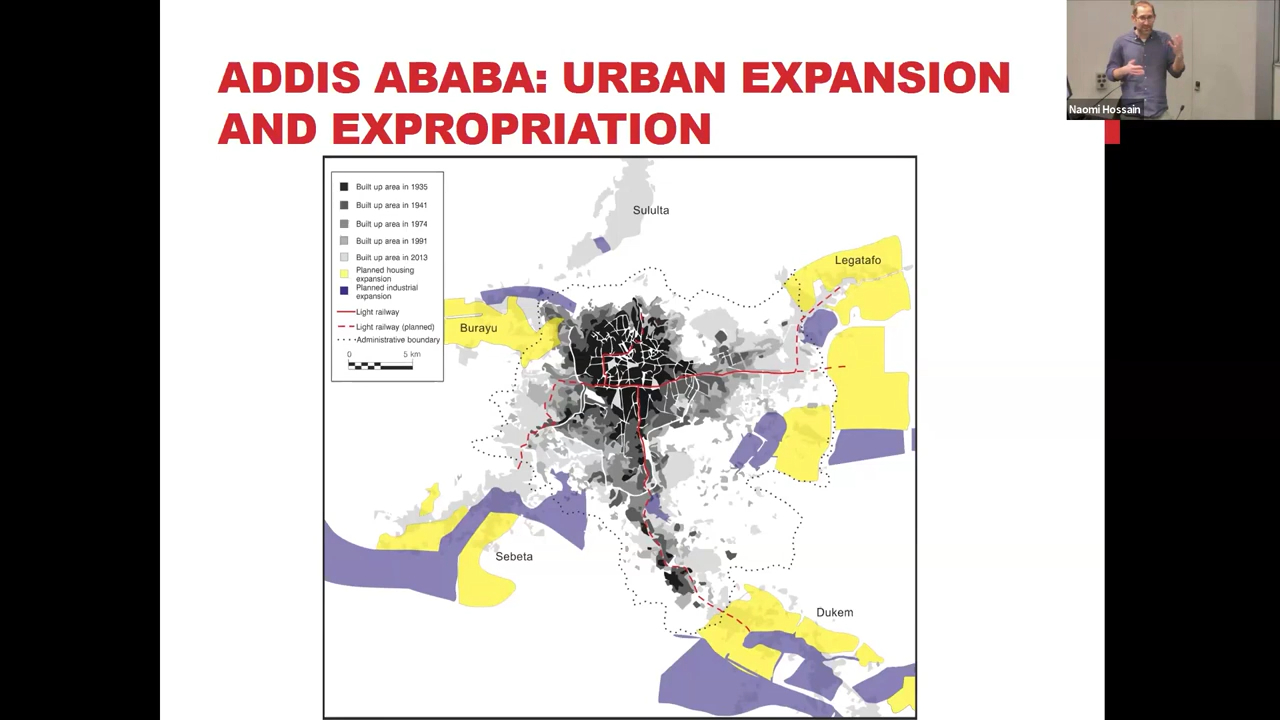 ADDIS ABABA: URBAN EXPANSION
AND EXPROPRIATION
Naomi Hossain
Built up area in 1935
Built up area in 1941
Built up area in 1974
Built up area in 1991
Built up area in 2013
Planned housing
expansion
Planned industrial
expansion
Light railway
Light railway (planned)
Administrative boundary
0 5 km
Sululta
Legatafo
Burayu
Sebeta
Dukem